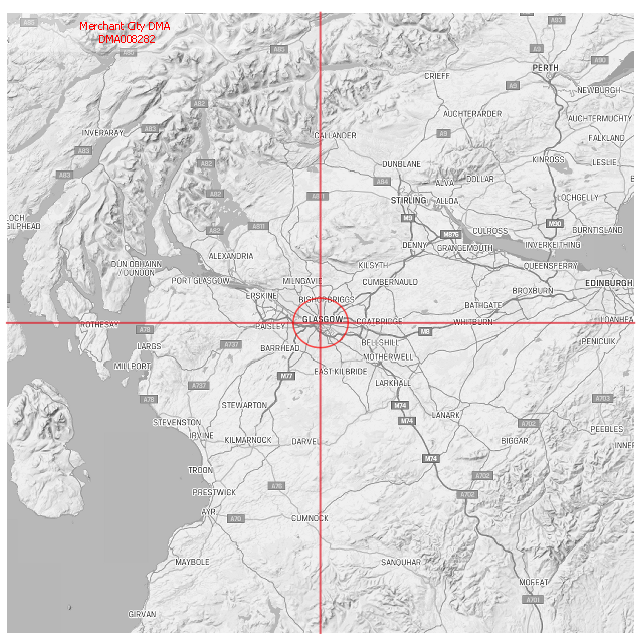 Merchant City DMA
DMA008282
A85
A85
A85
A93
A9
A90
PERTH
CRIEFF
A9
NEWBURGH
A82
AUCHTERARDER
AUCHTERMUCHTY
INVERARAY
A83
CALLANDER
A9
FALKLAND
A83
DUNBLANE
KINROSS
LESLIE
A82
A83
A84
ALVA
DOLLAR
A82
A811
STIRLING
ALLOA
LOCHGELLY
LOCH
GILPHEAD
A82
A811
M9
M876
CULROSS
M90
BURNTISLAND
DENNY
GRANGEMOUTH
INVERKEITHING
ALEXANDRIA
DÙN OBHAINN
/ DUNOON
KILSYTH
QUEENSFERRY
PORT GLASGOW
MILNGAVIE
CUMBERNAULD
BROXBURN
EDINBURGH
ERSKINE
BISHOPBRIGGS
BATHGATE
ROTHESAY
A78
PAISLEY
GLASGOW
COATBRIDGE
M8
WHITBURN
LOANHEAD
LARGS
A737
BARRHEAD
BELLSHILL
PENICUIK
MOTHERWELL
MILLPORT
A737
M77
EAST KILBRIDE
LARKHALL
A78
STEWARTON
M74
M74
LANARK
A703
STEVENSTON
A702
PEEBLES
IRVINE
KILMARNOCK
DARVEL
BIGGAR
INNER
M74
TROON
A702
PRESTWICK
A76
A702
AYR
A70
CUMNOCK
MAYBOLE
SANQUHAR
MOFFAT
A701
GIRVAN